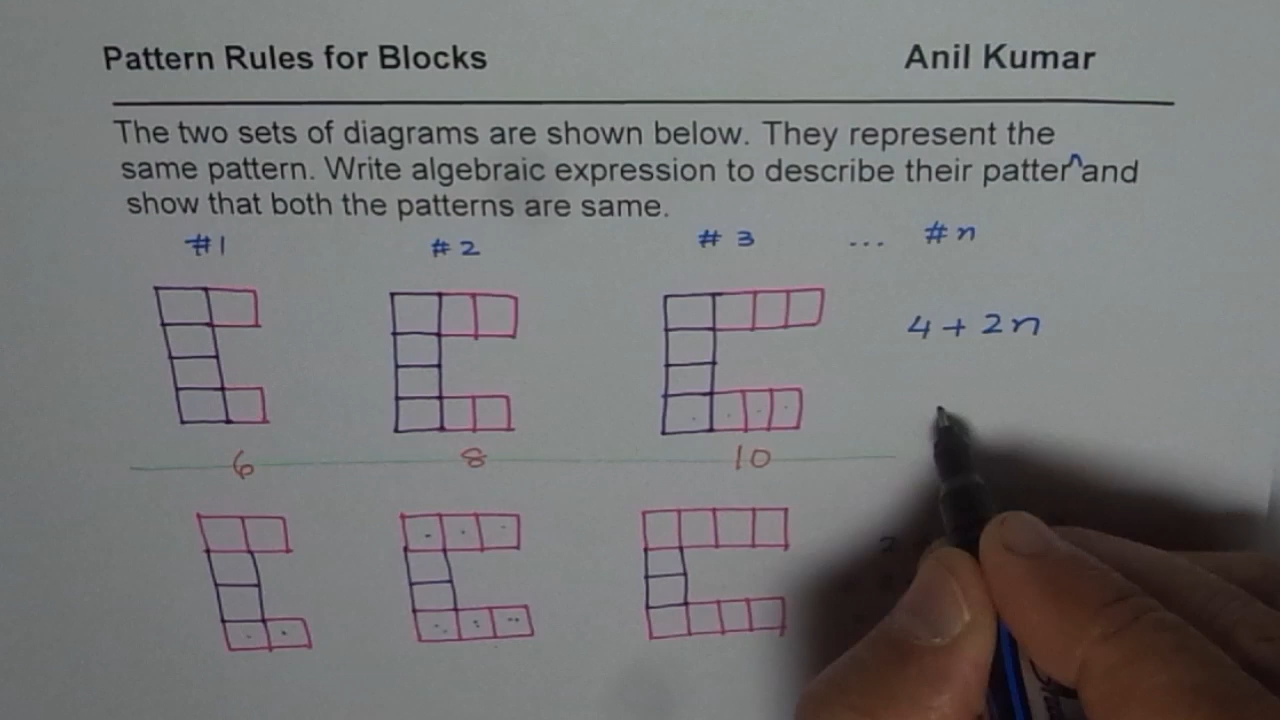 Pattern Rules for Blocks Anil Kumar
The two sets of diagrams are shown below. They represent the
same pattern. Write algebraic expression to describe their patter^and
show that both the patterns are same.
#1 #2 #3 ... #n
4 + 2n
6 8 10
2